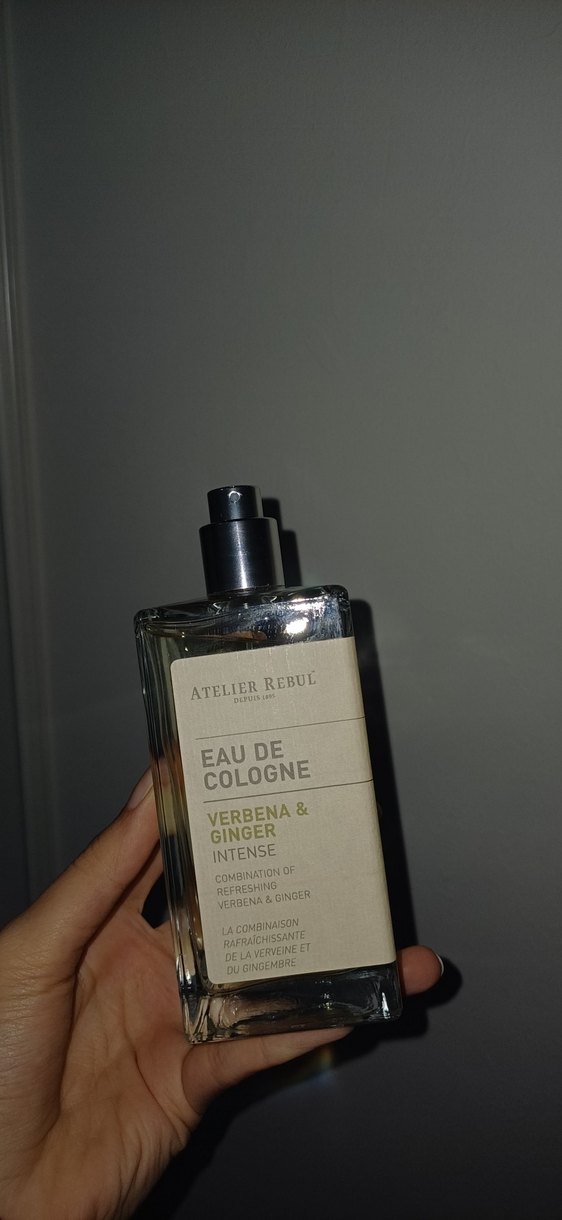 ATELIER REBUL™
DEPUIS 1895
EAU DE
COLOGNE
VERBENA &
GINGER
INTENSE
COMBINATION OF
REFRESHING
VERBENA & GINGER
LA COMBINAISON
RAFRAÎCHISSANTE
DE LA VERVEINE ET
DU GINGEMBRE